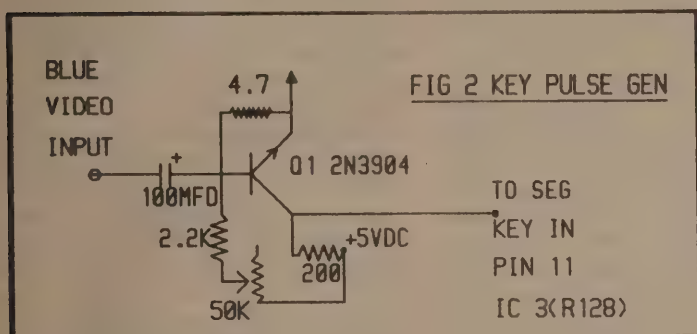 BLUE
VIDEO
INPUT
4.7
FIG 2 KEY PULSE GEN
+
100MFD
Q1 2N3904
2.2K
50K
200
+5VDC
TO SEG
KEY IN
PIN 11
IC 3(R128)